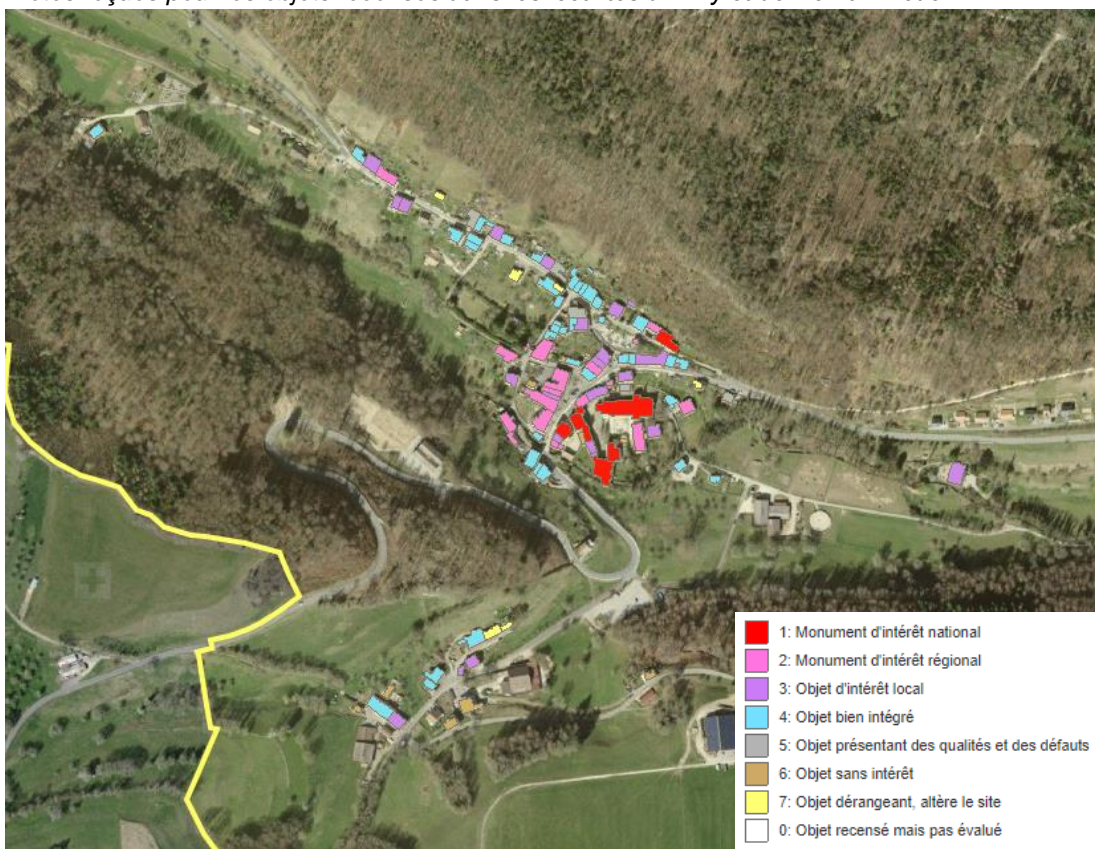 1: Monument d'intérêt national
2: Monument d'intérêt régional
3: Objet d'intérêt local
4: Objet bien intégré
5: Objet présentant des qualités et des défauts
6: Objet sans intérêt
7: Objet dérangeant, altère le site
0: Objet recensé mais pas évalué